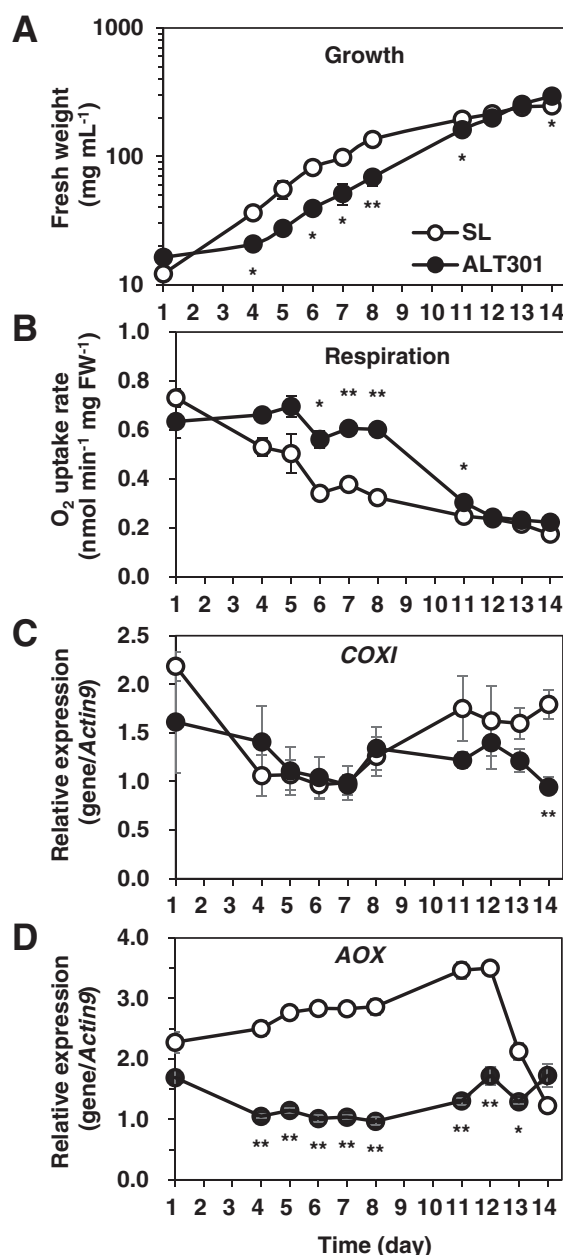 A
Growth
Fresh weight
(mg mL-1)
1000
100
10
* * * ** * *
SL
ALT301
1 2 3 4 5 6 7 8 9 10 11 12 13 14
B
Respiration
O2 uptake rate
(nmol min-1 mg FW-1)
1.0
0.8
0.6
0.4
0.2
0.0
* ** ** *
1 2 3 4 5 6 7 8 9 10 11 12 13 14
C
COXI
Relative expression
(gene/Actin9)
2.5
2.0
1.5
1.0
0.5
0.0
**
1 2 3 4 5 6 7 8 9 10 11 12 13 14
D
AOX
Relative expression
(gene/Actin9)
4.0
3.0
2.0
1.0
0.0
** ** ** ** ** ** ** *
1 2 3 4 5 6 7 8 9 10 11 12 13 14
Time (day)